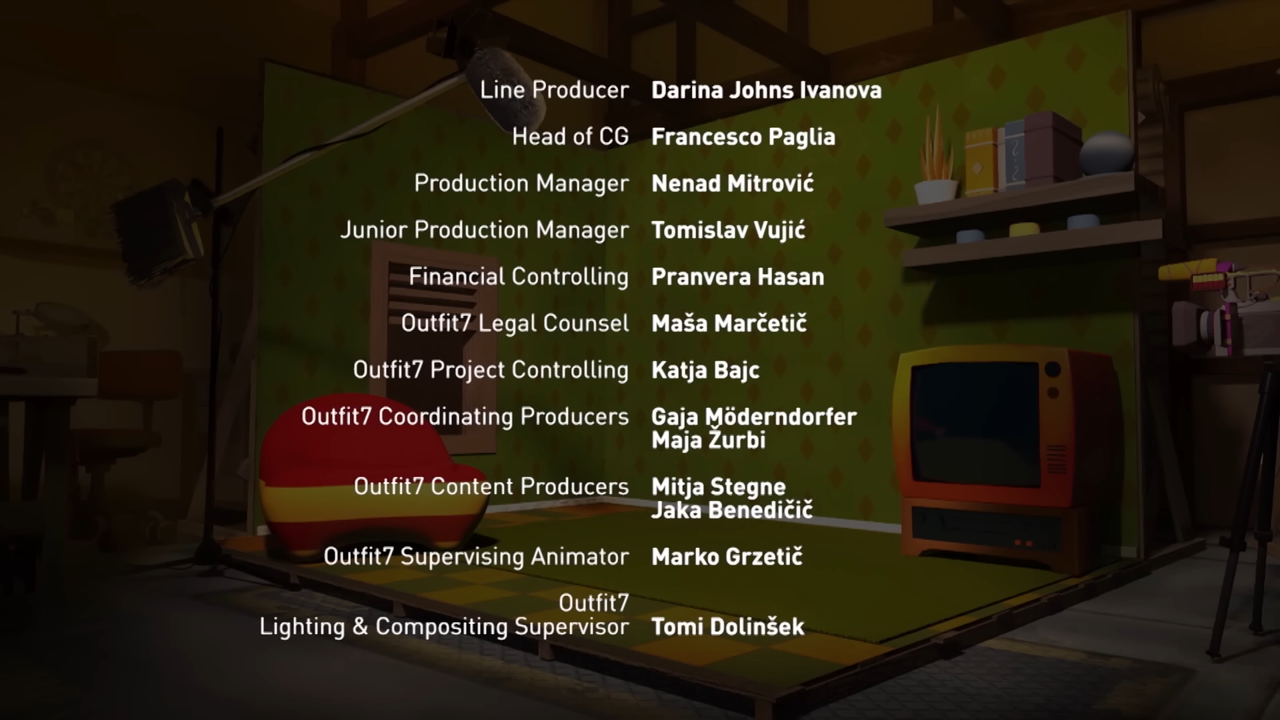 Line Producer Darina Johns Ivanova
Head of CG Francesco Paglia
Production Manager Nenad Mitrović
Junior Production Manager Tomislav Vujić
Financial Controlling Pranvera Hasan
Outfit7 Legal Counsel Maša Marčetič
Outfit7 Project Controlling Katja Bajc
Outfit7 Coordinating Producers Gaja Möderndorfer
Maja Žurbi
Outfit7 Content Producers Mitja Stegne
Jaka Benedičič
Outfit7 Supervising Animator Marko Grzetič
Outfit7
Lighting & Compositing Supervisor Tomi Dolinšek